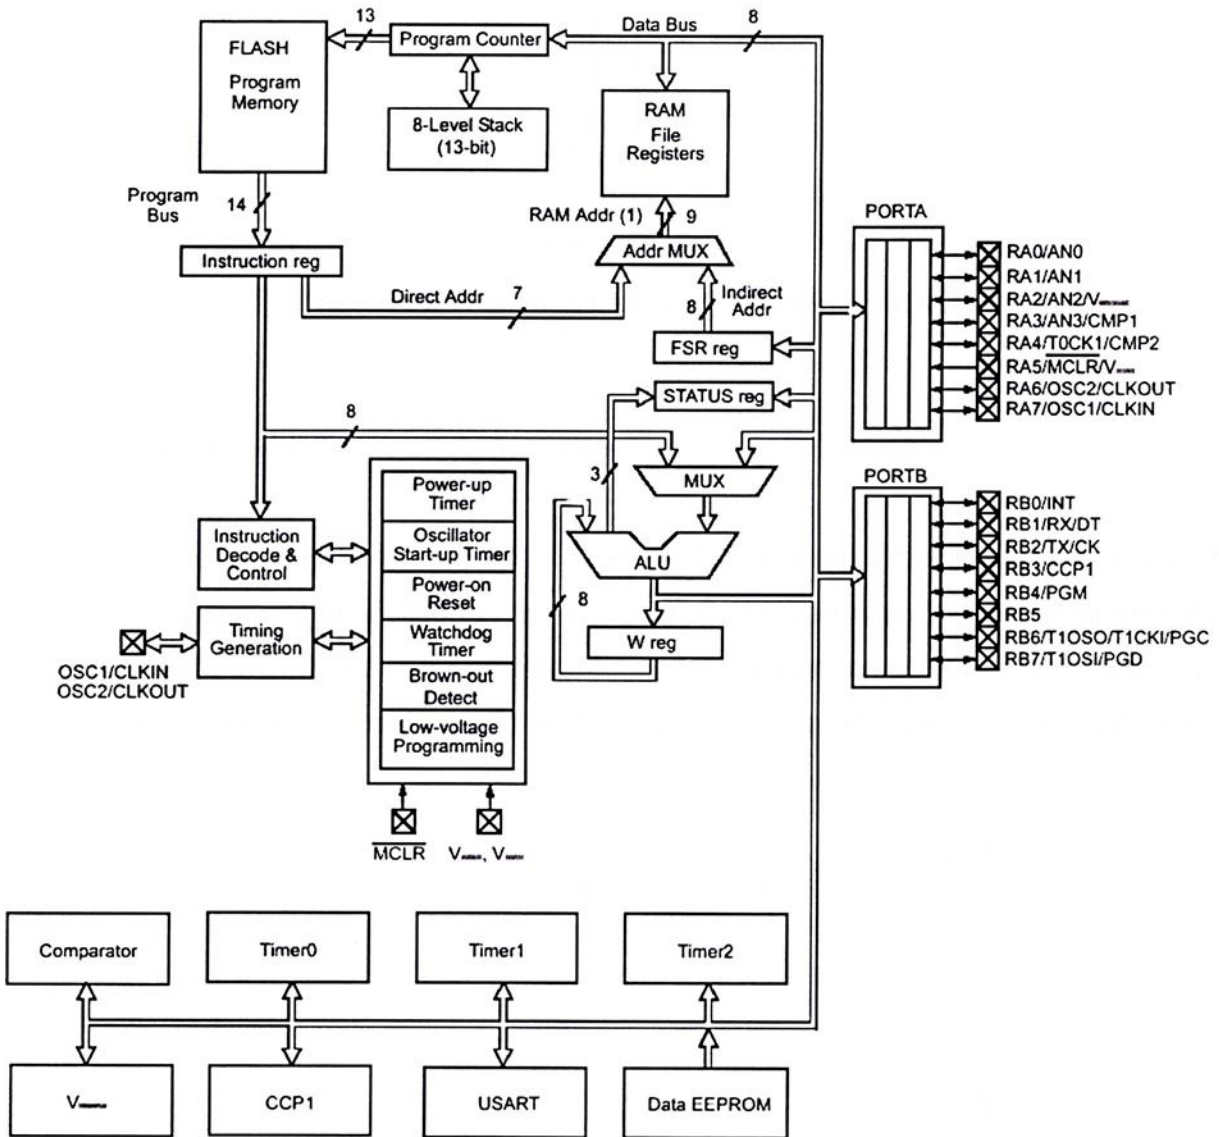 13
Data Bus
8
FLASH
Program
Memory
Program Counter
8-Level Stack
(13-bit)
RAM
File
Registers
Program
Bus
14
RAM Addr (1)
9
PORTA
Instruction reg
Addr MUX
Direct Addr
7
8
Indirect
Addr
FSR reg
STATUS reg
RA0/AN0
RA1/AN1
RA2/AN2/V
RA3/AN3/CMP1
RA4/T0CK1/CMP2
RA5/MCLR/V
RA6/OSC2/CLKOUT
RA7/OSC1/CLKIN
8
3
MUX
PORTB
Power-up
Timer
Oscillator
Start-up Timer
Power-on
Reset
Watchdog
Timer
Brown-out
Detect
Low-voltage
Programming
Instruction
Decode &
Control
Timing
Generation
OSC1/CLKIN
OSC2/CLKOUT
ALU
8
W reg
RB0/INT
RB1/RX/DT
RB2/TX/CK
RB3/CCP1
RB4/PGM
RB5
RB6/T1OSO/T1CKI/PGC
RB7/T1OSI/PGD
MCLR
V, V
Comparator
Timer0
Timer1
Timer2
V
CCP1
USART
Data EEPROM